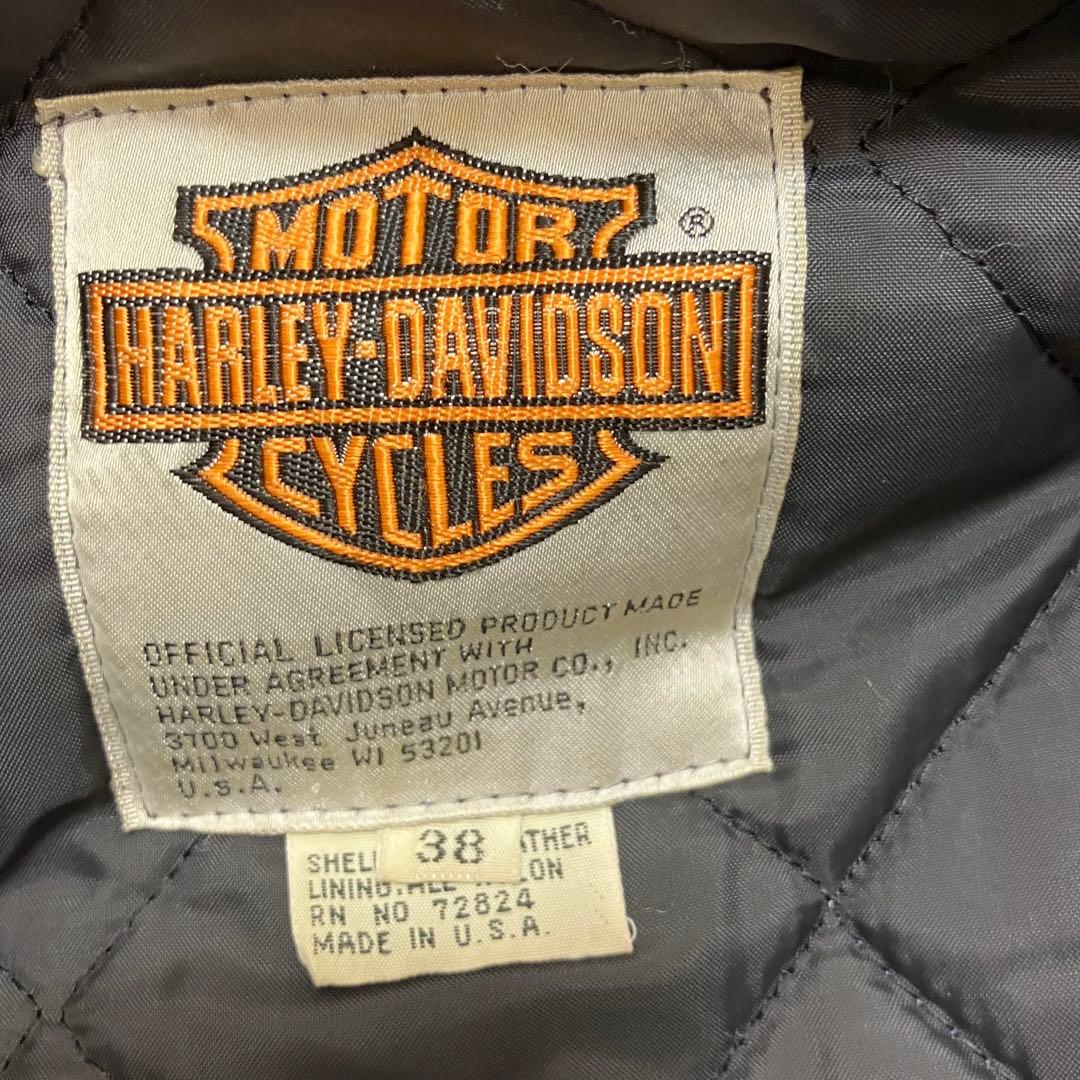 MOTOR
®
HARLEY-DAVIDSON
CYCLES
OFFICIAL LICENSED PRODUCT MADE
UNDER AGREEMENT WITH
HARLEY-DAVIDSON MOTOR CO., INC.
3700 West Juneau Avenue,
Milwaukee WI 53201
U.S.A.
38
LINING: ALL
RN NO 72824
MADE IN U.S.A.